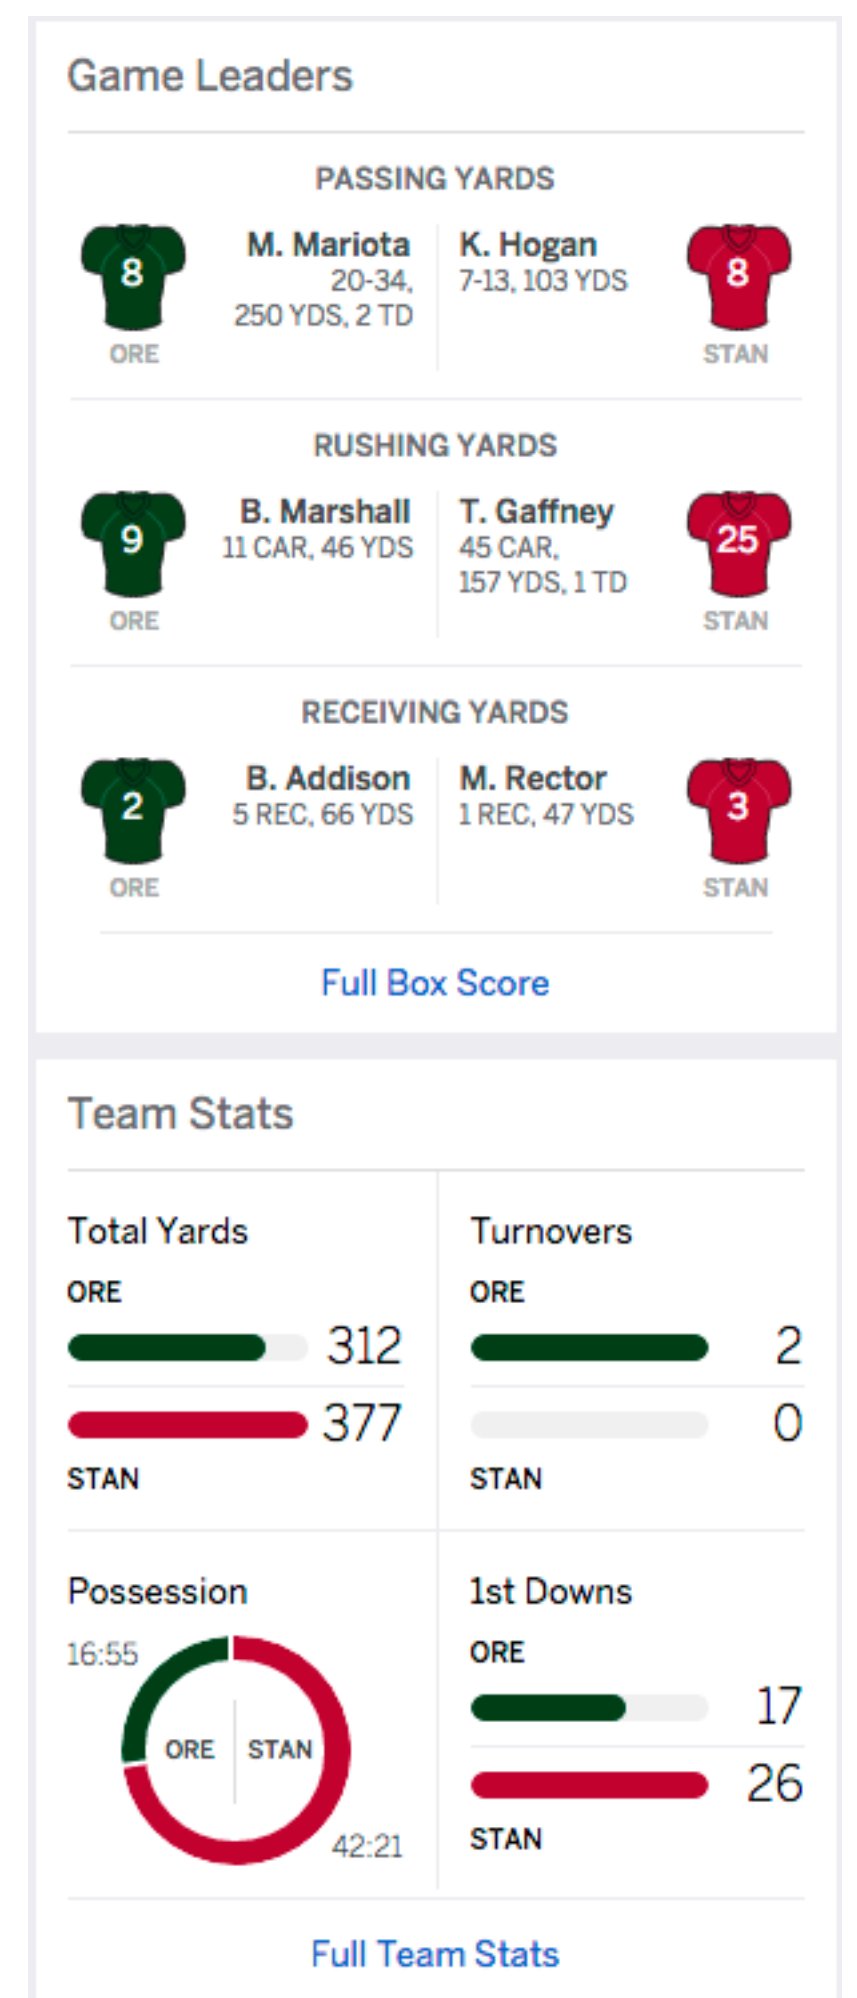 Game Leaders
PASSING YARDS
8
ORE
M. Mariota
20-34,
250 YDS, 2 TD
K. Hogan
7-13, 103 YDS
8
STAN
RUSHING YARDS
9
ORE
B. Marshall
11 CAR, 46 YDS
T. Gaffney
45 CAR,
157 YDS, 1 TD
25
STAN
RECEIVING YARDS
2
ORE
B. Addison
5 REC, 66 YDS
M. Rector
1 REC, 47 YDS
3
STAN
Full Box Score
Team Stats
Total Yards
ORE
312
377
STAN
Turnovers
ORE
2
0
STAN
Possession
16:55
ORE
STAN
42:21
1st Downs
ORE
17
26
STAN
Full Team Stats